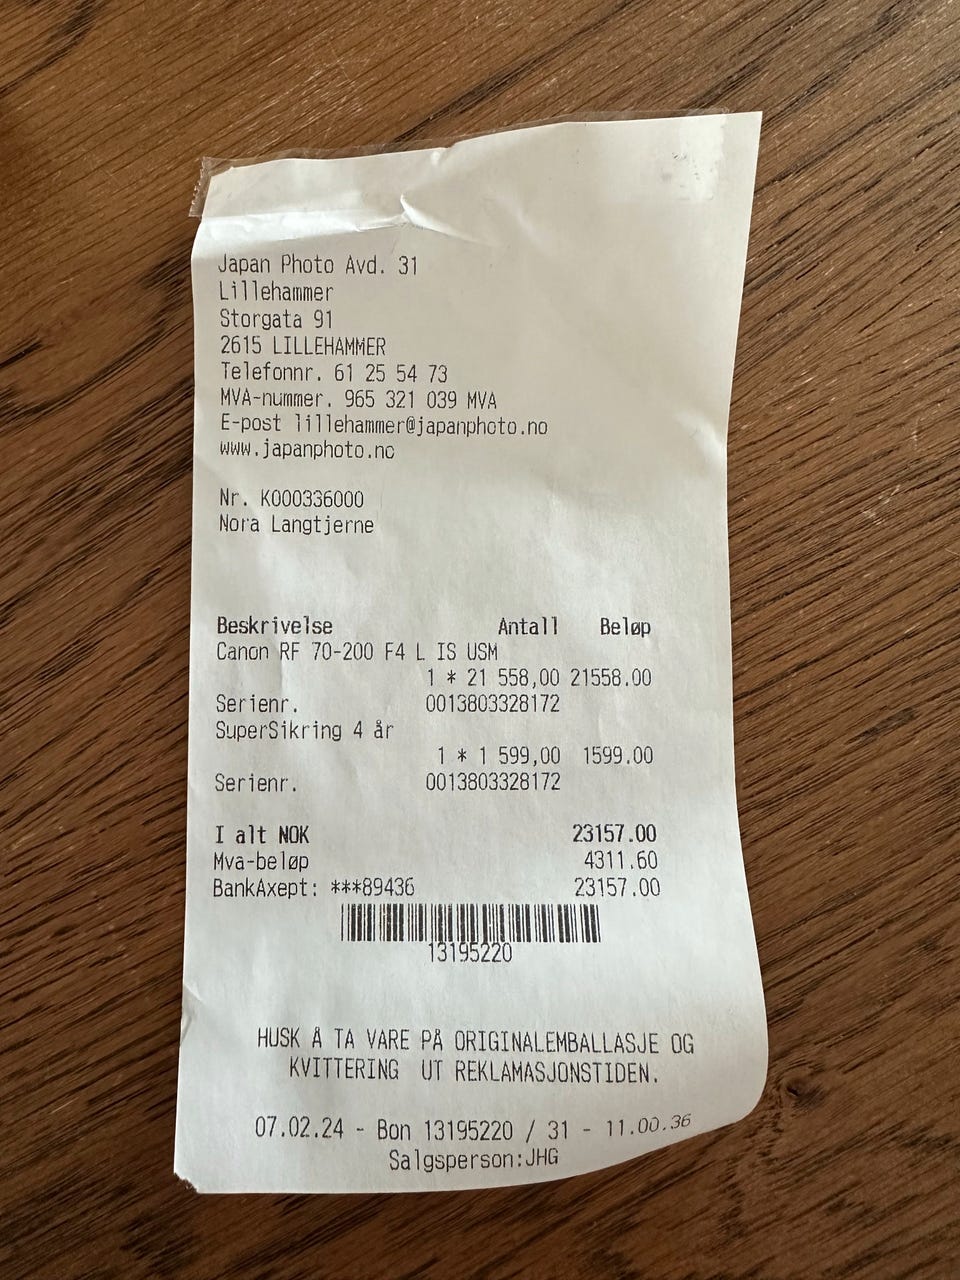 Japan Photo Avd. 31
Lillehammer
Storgata 91
2615 LILLEHAMMER
Telefonnr. 61 25 54 73
MVA-nummer. 965 321 039 MVA
E-post lillehammer@japanphoto.no
www.japanphoto.no
Nr. K000336000
Nora Langtjerne
Beskrivelse Antall Beløp
Canon RF 70-200 F4 L IS USM
1 * 21 558,00 21558.00
Serienr. 0013803328172
SuperSikring 4 år
1 * 1 599,00 1599.00
Serienr. 0013803328172
I alt NOK 23157.00
Mva-beløp 4311.60
BankAxept: ***89436 23157.00
13195220
HUSK Å TA VARE PÅ ORIGINALEMBALLASJE OG
KVITTERING UT REKLAMASJONSTIDEN.
07.02.24 - Bon 13195220 / 31 - 11.00.36
Salgsperson:JHG